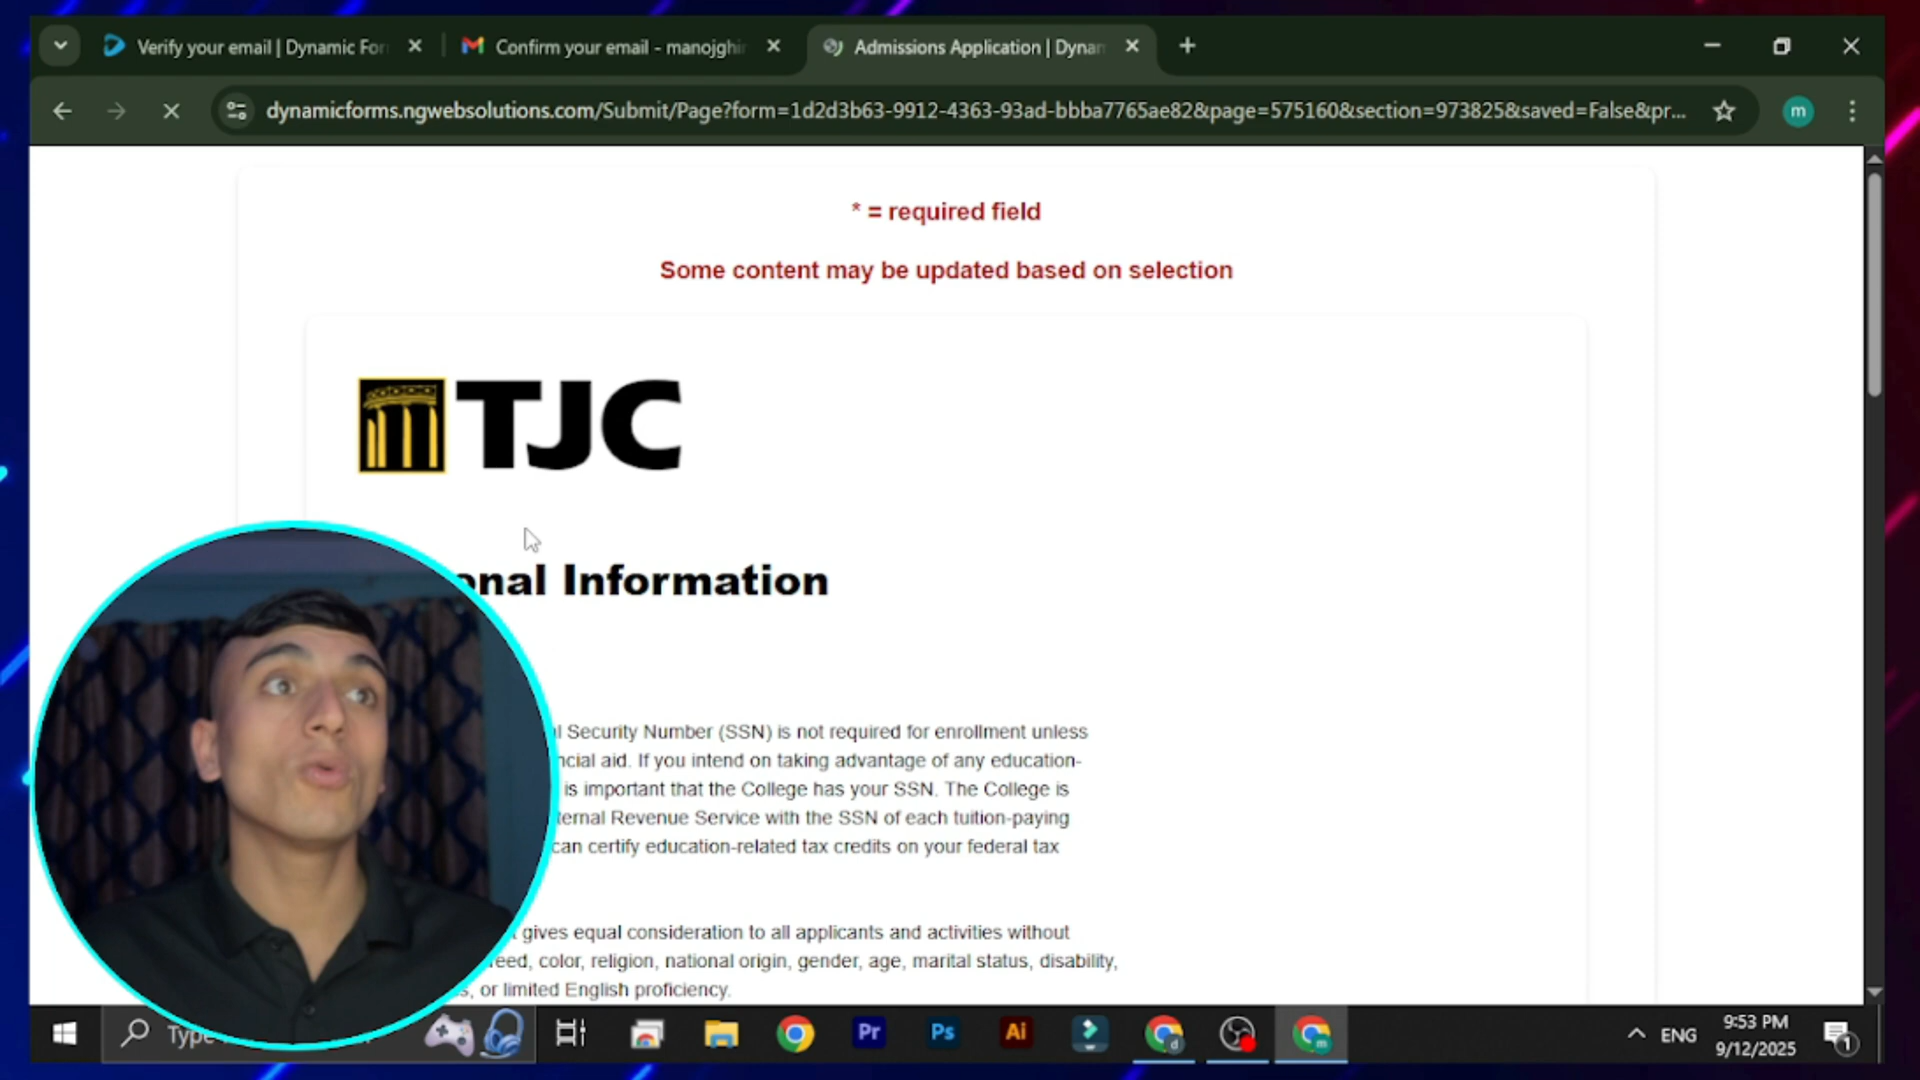 Verify your email | Dynamic For
Confirm your email - manojghi
Admissions Application | Dynam
dynamicforms.ngwebsolutions.com/Submit/Page?form=1d2d3b63-9912-4363-93ad-bbba7765ae82&page=575160&section=973825&saved=False&pr...
m
* = required field
Some content may be updated based on selection
TJC
onal Information
l Security Number (SSN) is not required for enrollment unless
ncial aid. If you intend on taking advantage of any education-
is important that the College has your SSN. The College is
ternal Revenue Service with the SSN of each tuition-paying
can certify education-related tax credits on your federal tax
gives equal consideration to all applicants and activities without
reed, color, religion, national origin, gender, age, marital status, disability,
s, or limited English proficiency.
Type
Pr
Ps
Ai
d
m
ENG
9:53 PM
9/12/2025
1